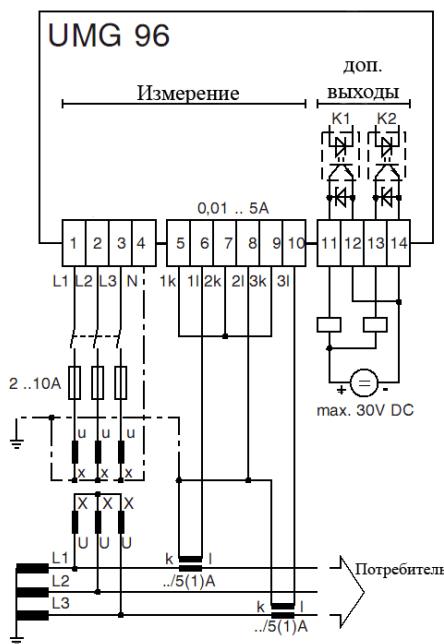 UMG 96
доп.
выходы
Измерение
K1 K2
0,01 .. 5A
1 2 3 4 5 6 7 8 9 10 11 12 13 14
L1 L2 L3 N 1k 1l 2k 2l 3k 3l
2 ..10A
+ = -
max. 30V DC
u u u
x x x
X X X
U U U
L1 k l
../5(1)A
Потребитель
L2
L3 k l
../5(1)A